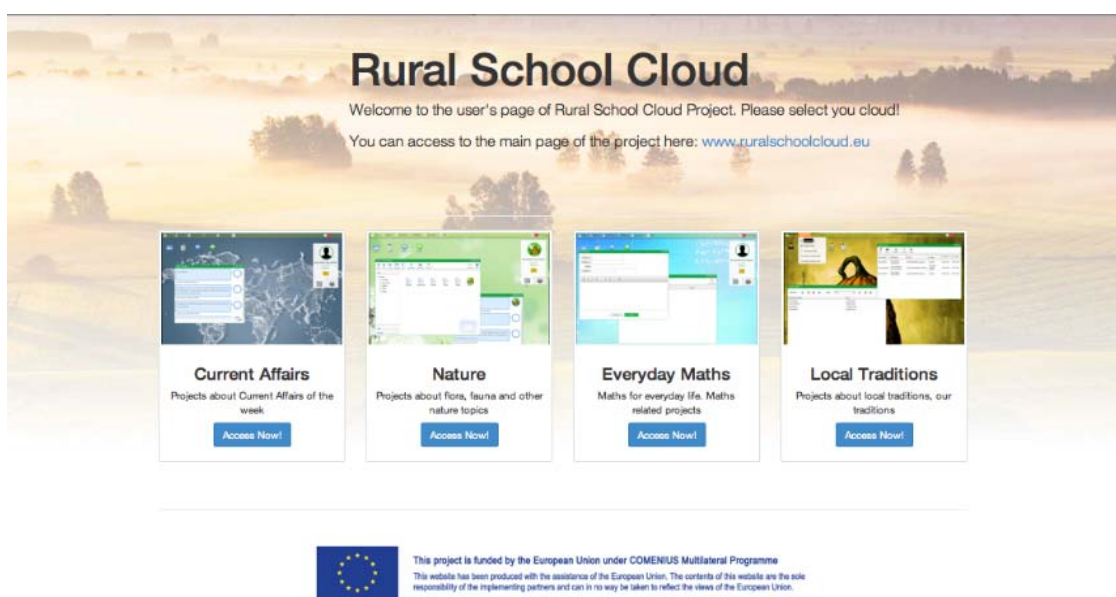 Rural School Cloud
Welcome to the user's page of Rural School Cloud Project. Please select you cloud!
You can access to the main page of the project here: www.ruralschoolcloud.eu
Current Affairs
Projects about Current Affairs of the
week
Access Now!
Nature
Projects about flora, fauna and other
nature topics
Access Now!
Everyday Maths
Maths for everyday life. Maths
related projects
Access Now!
Local Traditions
Projects about local traditions, our
traditions
Access Now!
This project is funded by the European Union under COMENIUS Multilateral Programme
This website has been produced with the assistance of the European Union. The contents of this website are the sole
responsibility of the implementing partners and can in no way be taken to reflect the views of the European Union.